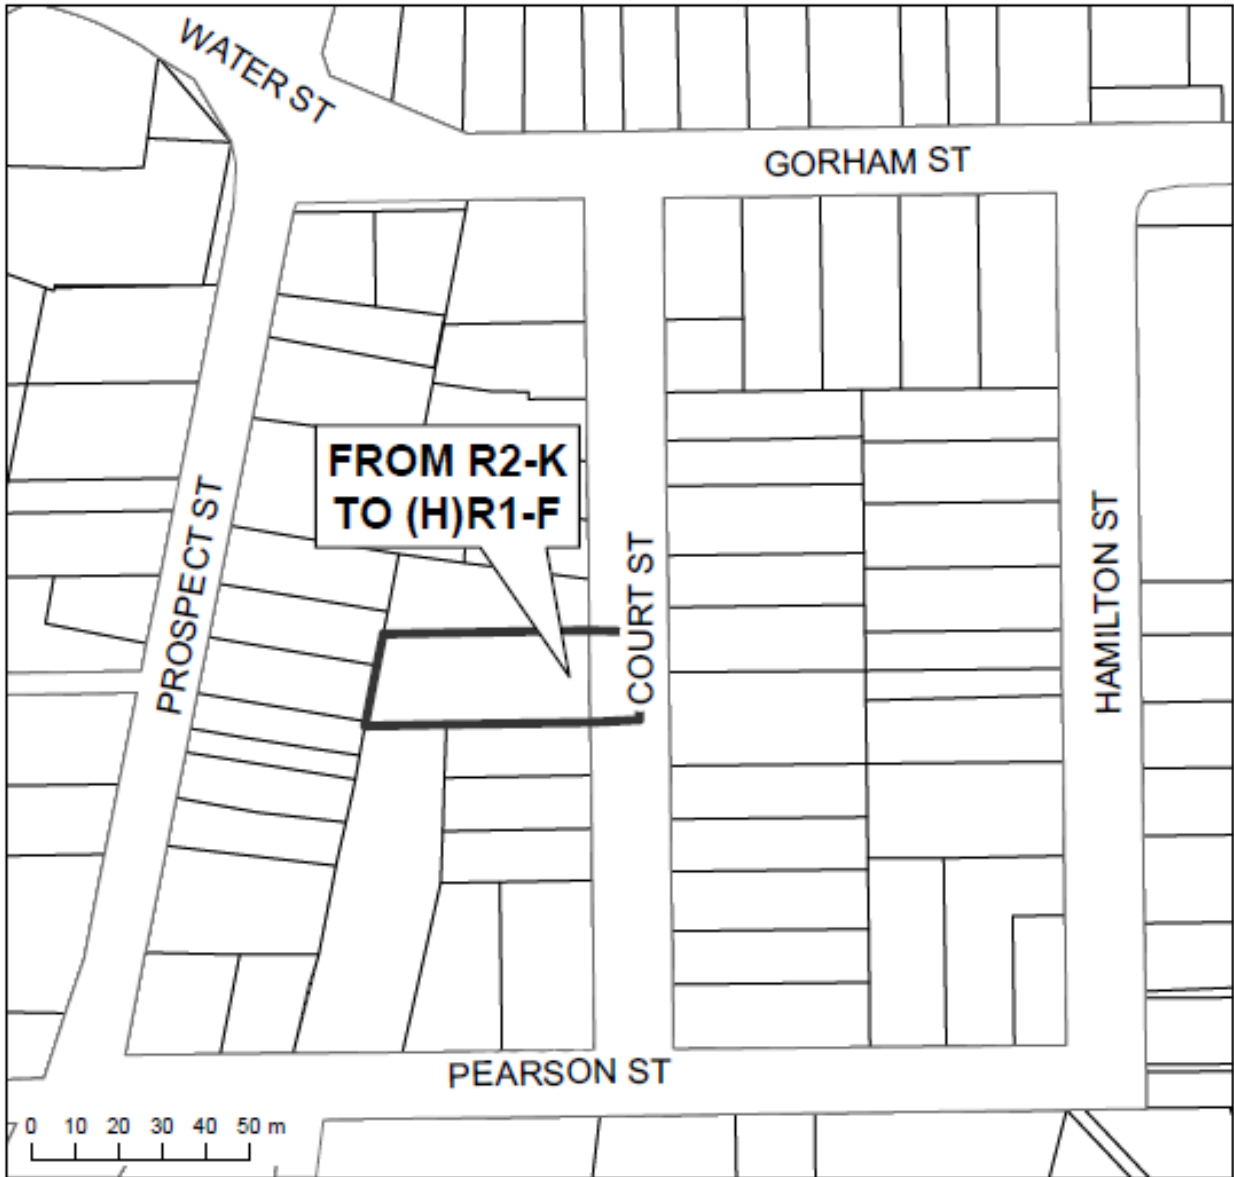 WATER ST
GORHAM ST
FROM R2-K
TO (H)R1-F
PROSPECT ST
COURT ST
HAMILTON ST
PEARSON ST
0 10 20 30 40 50 m